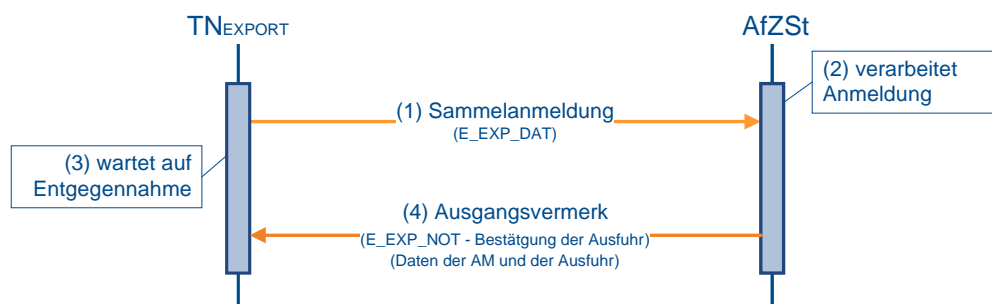 TNEXPORT
AfZSt
(2) verarbeitet
Anmeldung
(1) Sammelanmeldung
(E_EXP_DAT)
(3) wartet auf
Entgegennahme
(4) Ausgangsvermerk
(E_EXP_NOT - Bestätgung der Ausfuhr)
(Daten der AM und der Ausfuhr)